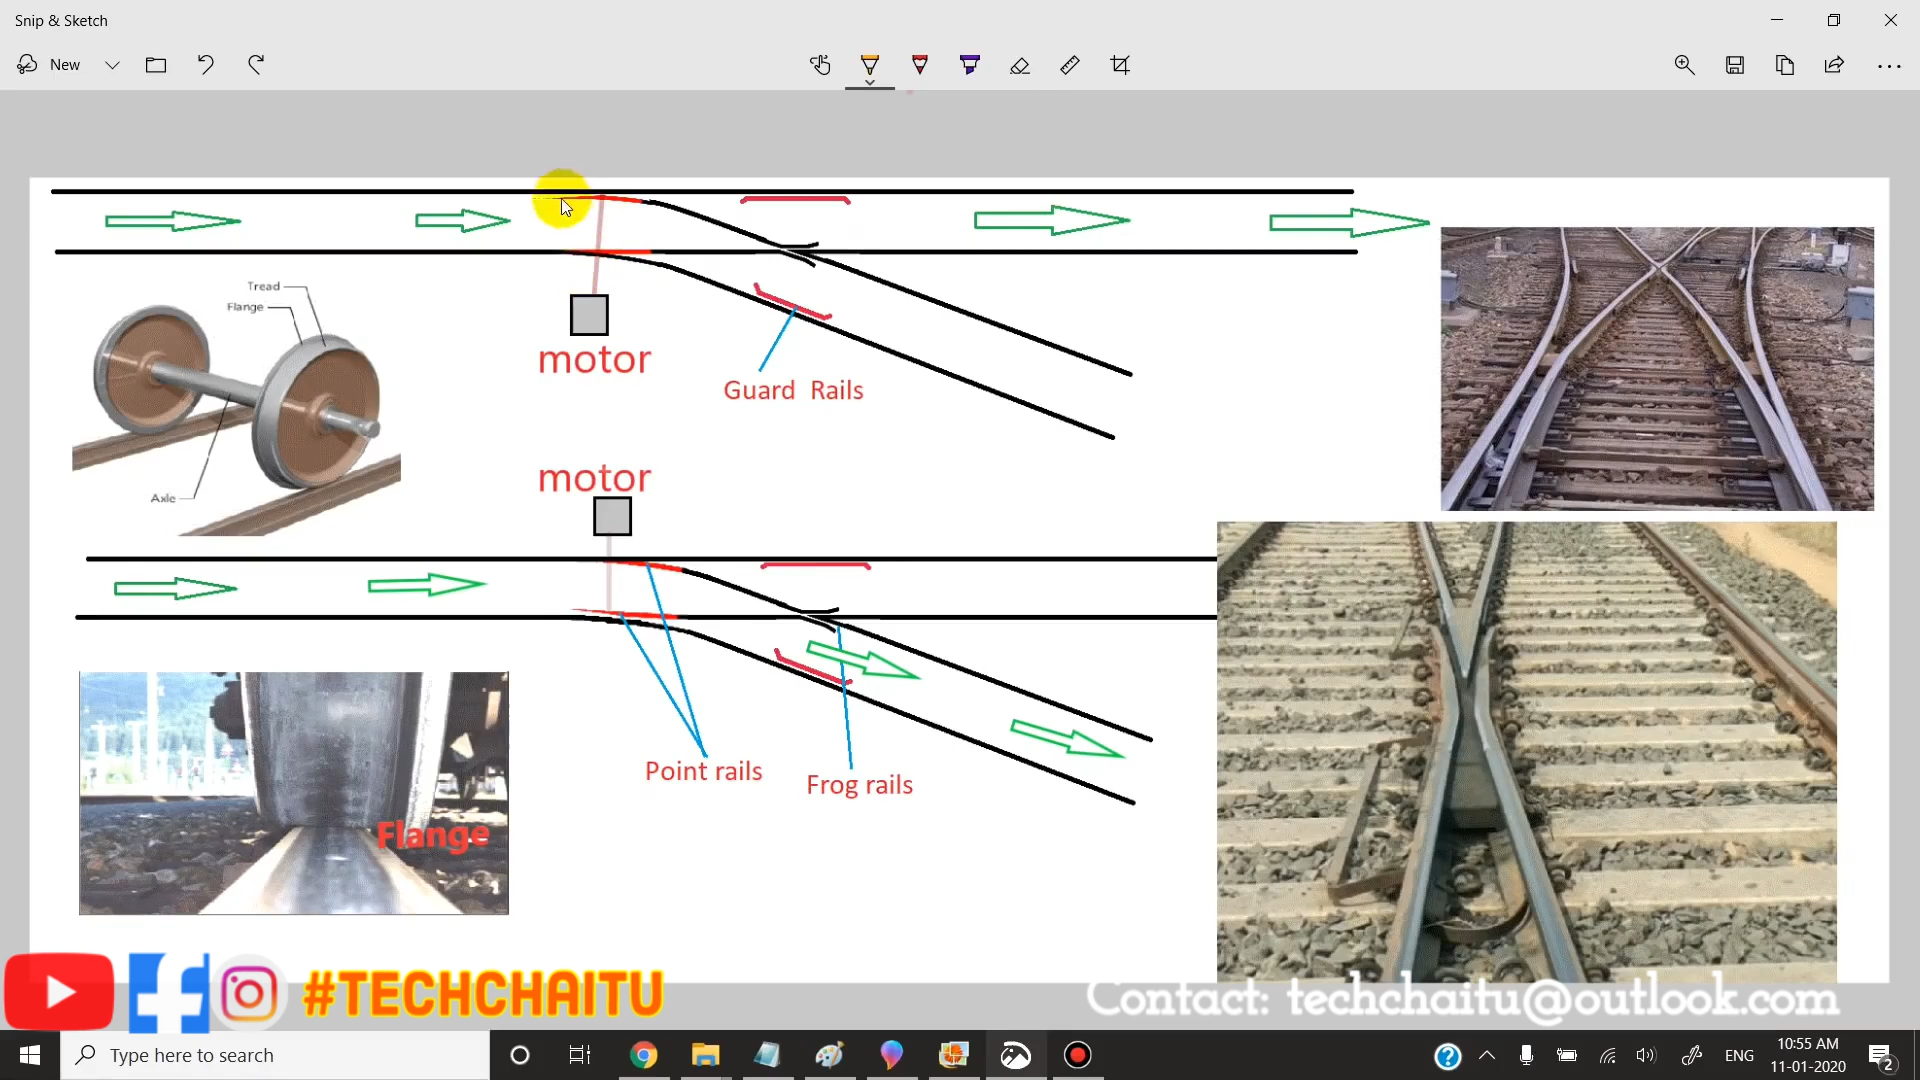 Snip & Sketch
New
Tread
Flange
Axle
motor
Guard Rails
motor
Point rails
Frog rails
Flange
#TECHCHAITU
Contact: techchaitu@outlook.com
Type here to search
ENG
10:55 AM
11-01-2020
2